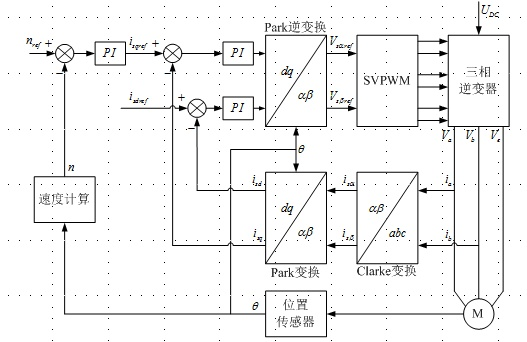 U_DC
Park逆变换
n_ref + − PI i_sqref + − PI
dq
αβ
V_sαref
V_sβref
SVPWM
三相
逆变器
i_sdref + − PI
V_a V_b V_c
θ
n
速度计算
i_sd
i_sq
dq
αβ
i_sα
i_sβ
αβ
abc
i_a
i_b
Park变换
Clarke变换
θ
位置
传感器
M